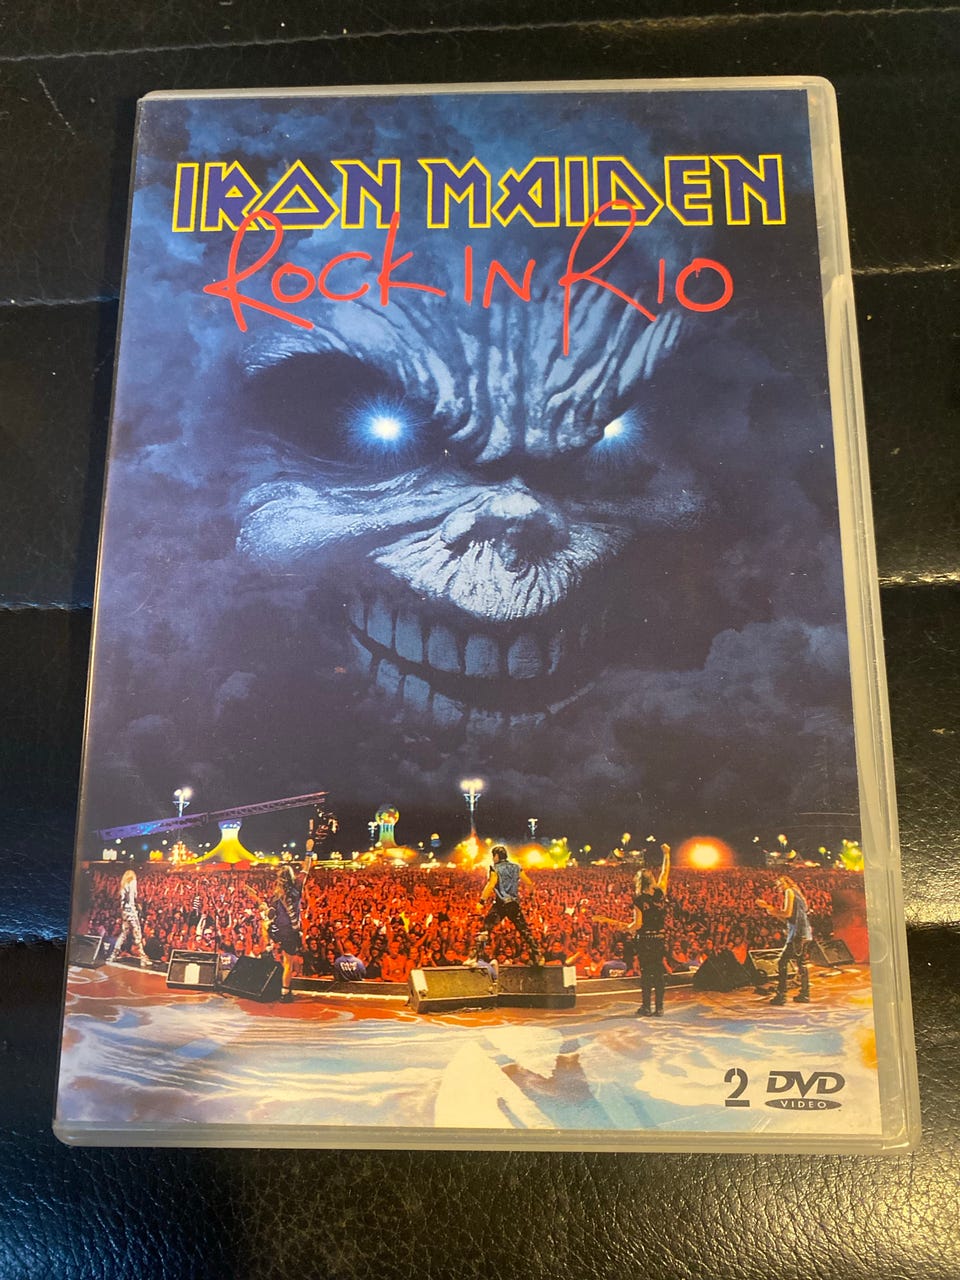 IRON MAIDEN
ROCK IN RIO
2 DVD
VIDEO